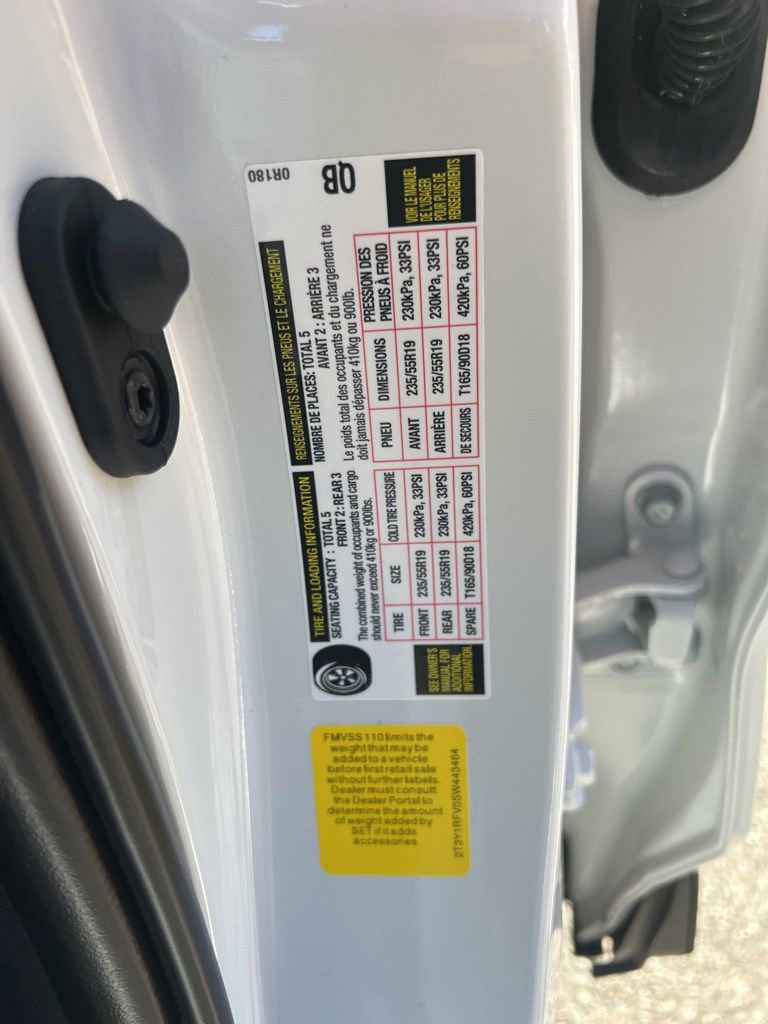 TIRE AND LOADING INFORMATION
SEATING CAPACITY : TOTAL 5
FRONT 2: REAR 3
The combined weight of occupants and cargo
should never exceed 410kg or 900lbs.
TIRE SIZE COLD TIRE PRESSURE
FRONT 235/55R19 230kPa, 33PSI
REAR 235/55R19 230kPa, 33PSI
SPARE T165/90D18 420kPa, 60PSI
SEE OWNER'S
MANUAL FOR
ADDITIONAL
INFORMATION.
0R180
QB
RENSEIGNEMENTS SUR LES PNEUS ET LE CHARGEMENT
NOMBRE DE PLACES: TOTAL 5
AVANT 2 : ARRIÈRE 3
Le poids total des occupants et du chargement ne
doit jamais dépasser 410kg ou 900lb.
PNEU DIMENSIONS PRESSION DES
PNEUS À FROID
AVANT 235/55R19 230kPa, 33PSI
ARRIÈRE 235/55R19 230kPa, 33PSI
DE SECOURS T165/90D18 420kPa, 60PSI
VOIR LE MANUEL
DE L'USAGER
POUR PLUS DE
RENSEIGNEMENTS
FMVSS 110 limits the
weight that may be
added to a vehicle
before first retail sale
without further labels.
Dealer must consult
the Dealer Portal to
determine the amount
of weight added by
SET if it adds
accessories.
2T3Y1RFV0SW443464